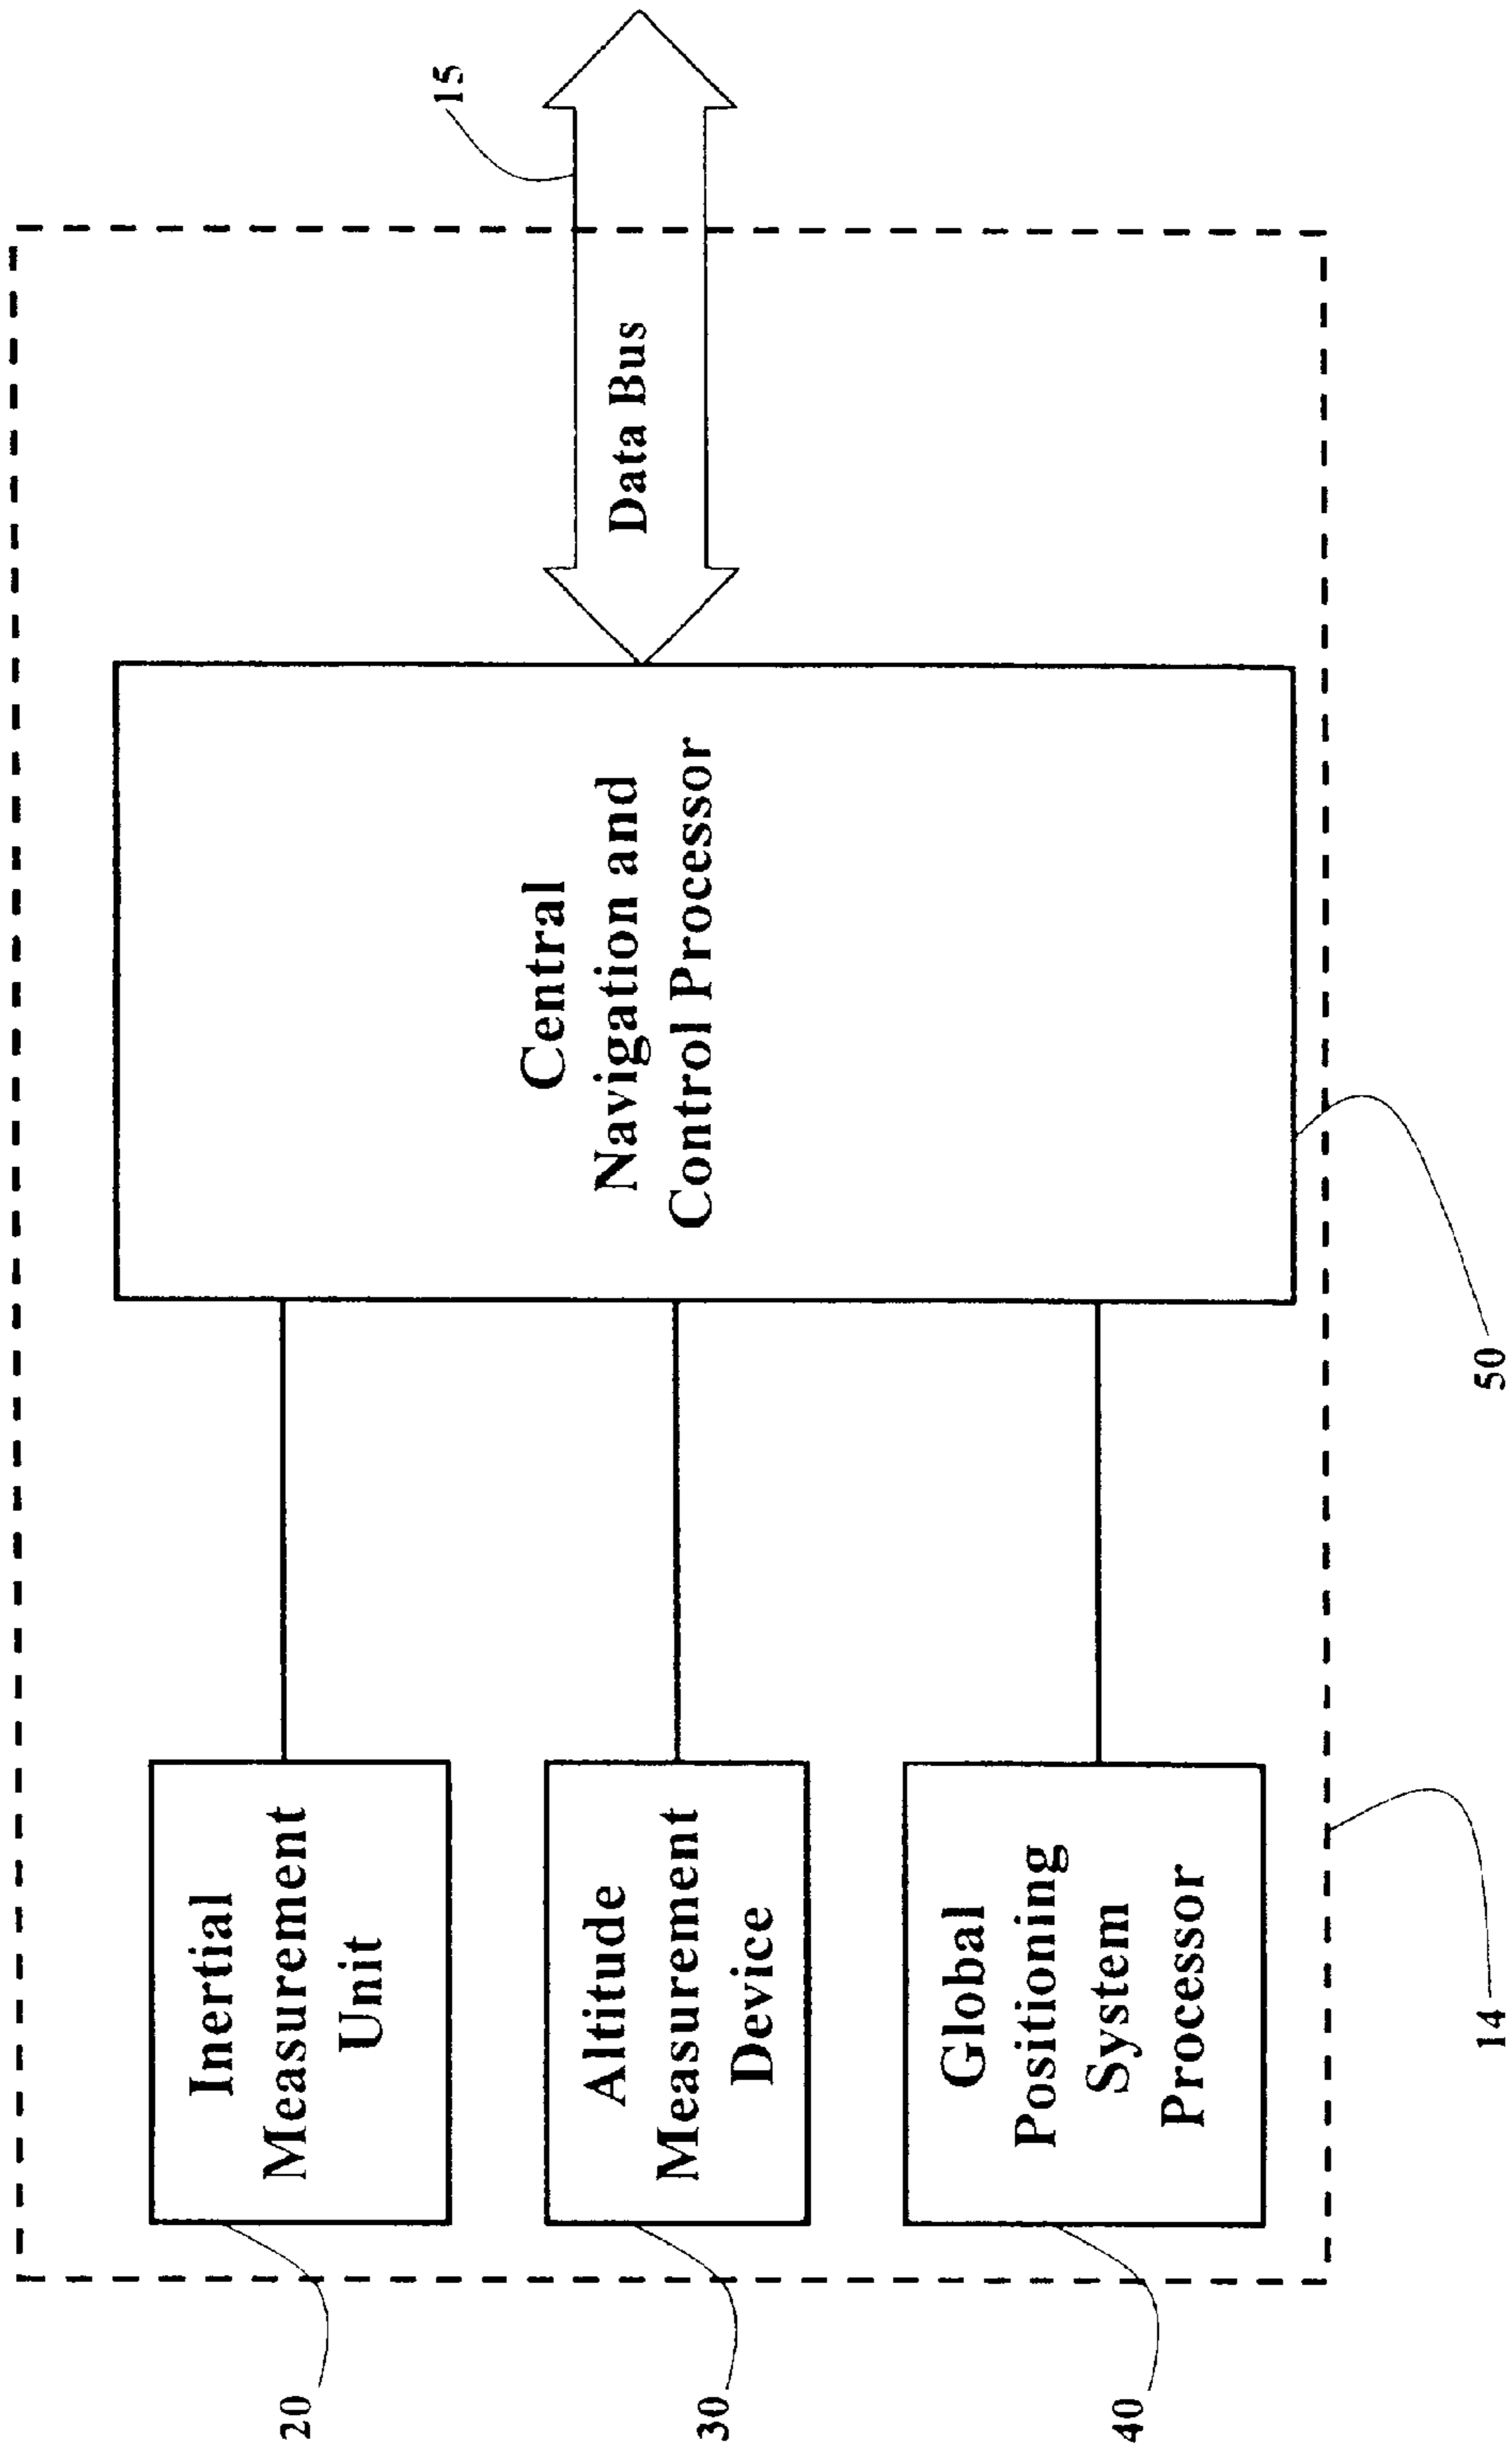 20
Inertial
Measurement
Unit
30
Altitude
Measurement
Device
40
Global
Positioning
System
Processor
Central
Navigation and
Control Processor
Data Bus
15
14
50